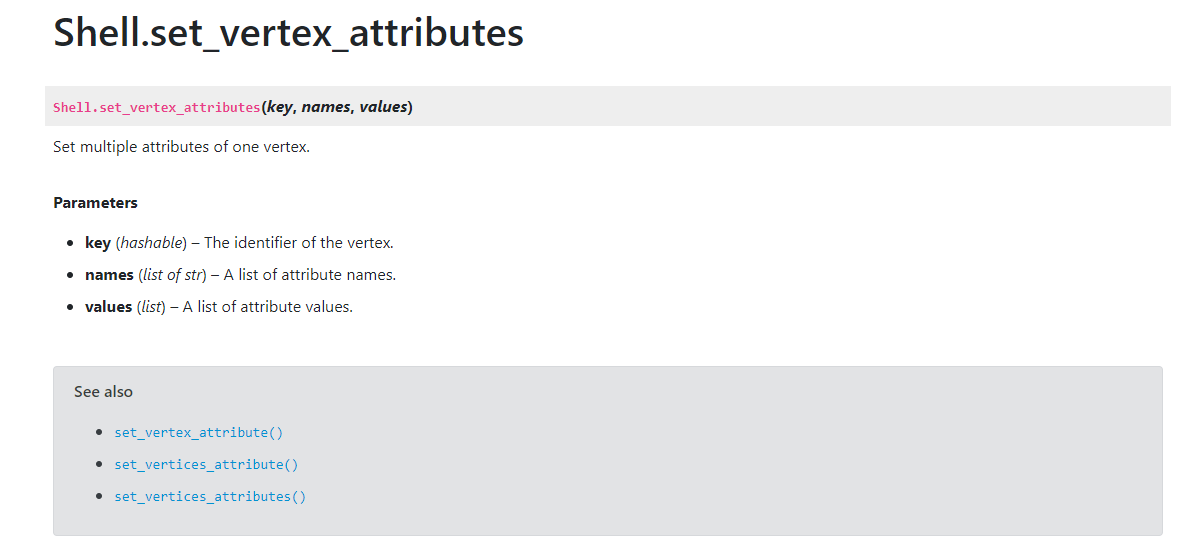 Shell.set_vertex_attributes
Shell.set_vertex_attributes(key, names, values)
Set multiple attributes of one vertex.
Parameters
• key (hashable) – The identifier of the vertex.
• names (list of str) – A list of attribute names.
• values (list) – A list of attribute values.
See also
• set_vertex_attribute()
• set_vertices_attribute()
• set_vertices_attributes()